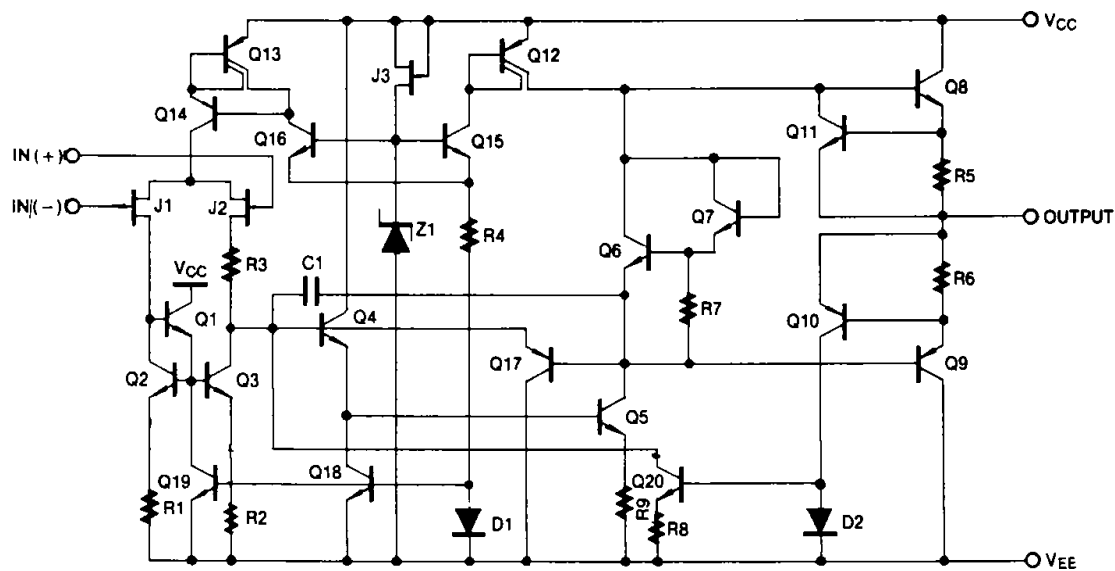 Q13
Q12
VCC
J3
Q8
Q14
Q16
Q15
Q11
IN(+)
IN(−)
J1
J2
R5
OUTPUT
Q7
Z1
R4
Q6
R3
C1
VCC
R6
Q1
Q4
R7
Q10
Q17
Q9
Q2
Q3
Q5
Q19
Q18
Q20
R1
R2
D1
R9
R8
D2
VEE